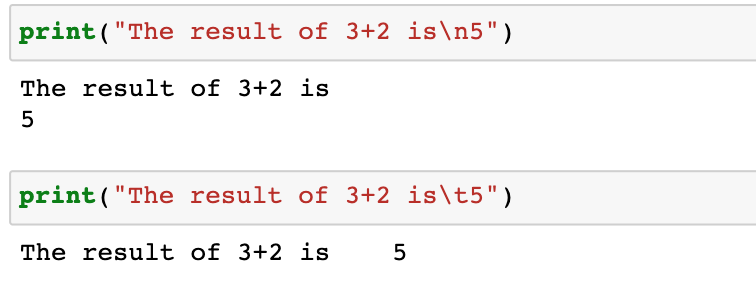 print("The result of 3+2 is\n5")
The result of 3+2 is
5
print("The result of 3+2 is\t5")
The result of 3+2 is    5